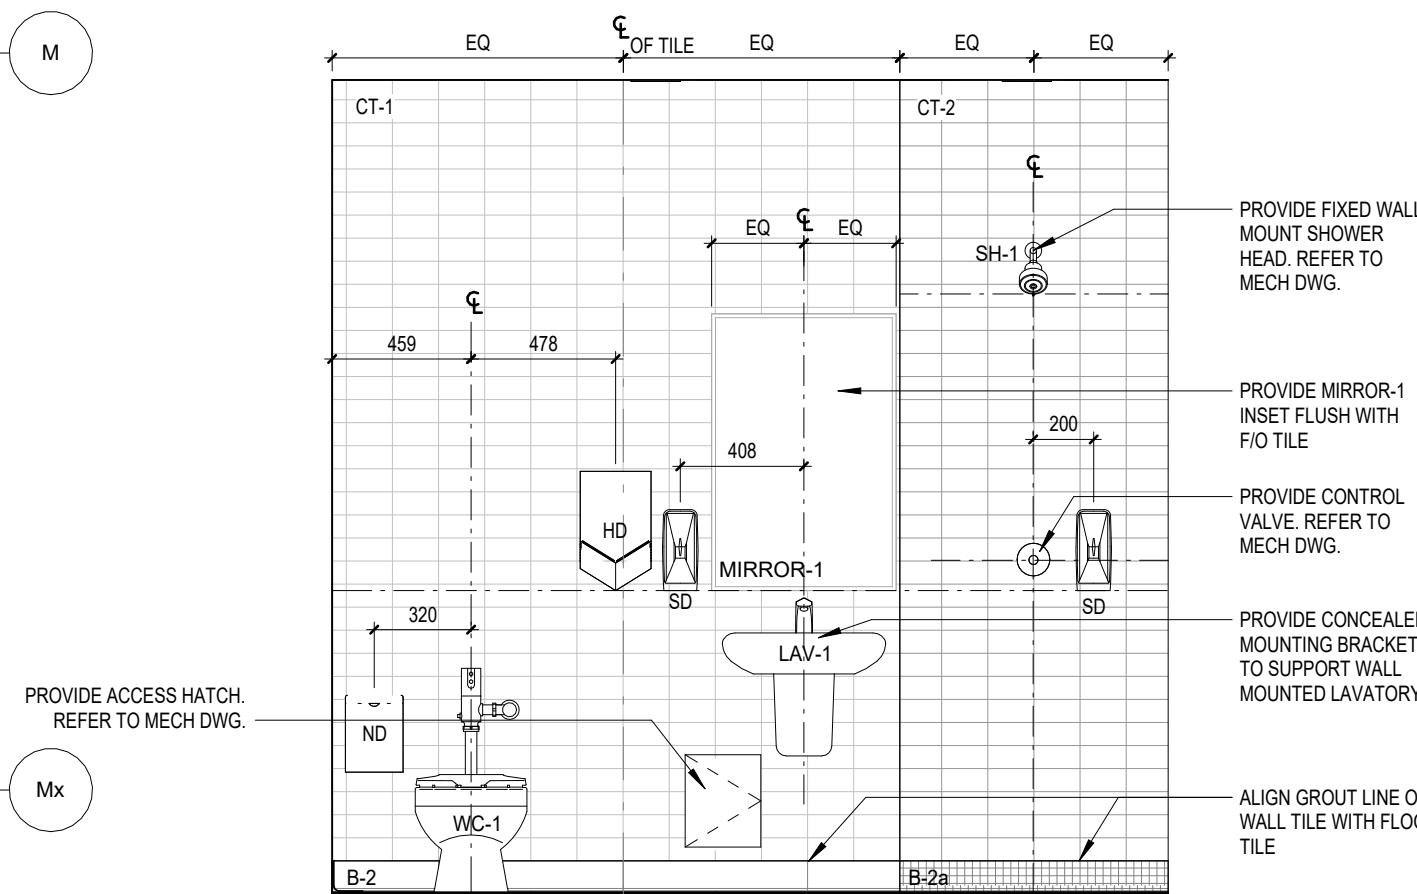 M
EQ
℄
OF TILE
EQ
EQ
EQ
CT-1
CT-2
℄
EQ
℄
EQ
SH-1
PROVIDE FIXED WALL
MOUNT SHOWER
HEAD. REFER TO
MECH DWG.
℄
459
478
PROVIDE MIRROR-1
INSET FLUSH WITH
F/O TILE
200
408
HD
MIRROR-1
SD
PROVIDE CONTROL
VALVE. REFER TO
MECH DWG.
SD
320
LAV-1
PROVIDE
MOUNTING BRACKET
TO SUPPORT WALL
MOUNTED LAVATORY
PROVIDE ACCESS HATCH.
REFER TO MECH DWG.
ND
Mx
WC-1
ALIGN GROUT LINE
WALL TILE WITH
TILE
B-2
B-2a